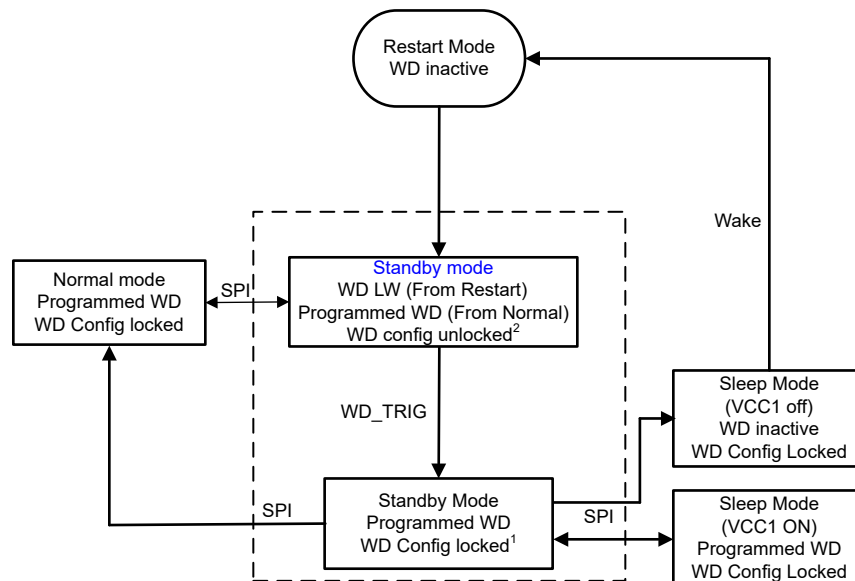 Restart Mode
WD inactive
Wake
Standby mode
WD LW (From Restart)
Programmed WD (From Normal)
WD config unlocked²
Normal mode
Programmed WD
WD Config locked
SPI
WD_TRIG
Sleep Mode
(VCC1 off)
WD inactive
WD Config Locked
Standby Mode
Programmed WD
WD Config locked¹
SPI
SPI
Sleep Mode
(VCC1 ON)
Programmed WD
WD Config Locked